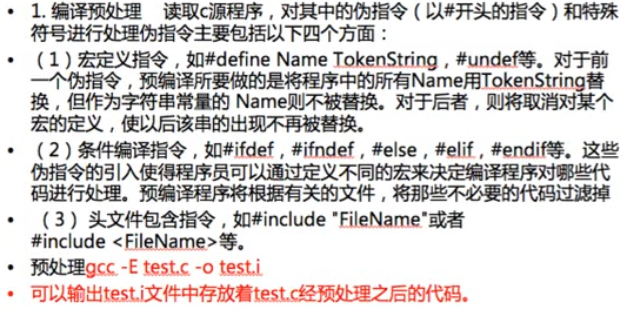 • 1. 编译预处理 读取c源程序，对其中的伪指令（以#开头的指令）和特殊
符号进行处理伪指令主要包括以下四个方面：
• （1）宏定义指令，如#define Name TokenString，#undef等。对于前
一个伪指令，预编译所要做的是将程序中的所有Name用TokenString替
换，但作为字符串常量的 Name则不被替换。对于后者，则将取消对某个
宏的定义，使以后该串的出现不再被替换。
• （2）条件编译指令，如#ifdef，#ifndef，#else，#elif，#endif等。这些
伪指令的引入使得程序员可以通过定义不同的宏来决定编译程序对哪些代
码进行处理。预编译程序将根据有关的文件，将那些不必要的代码过滤掉
• （3） 头文件包含指令，如#include "FileName"或者
#include <FileName>等。
• 预处理gcc -E test.c -o test.i
• 可以输出test.i文件中存放着test.c经预处理之后的代码。